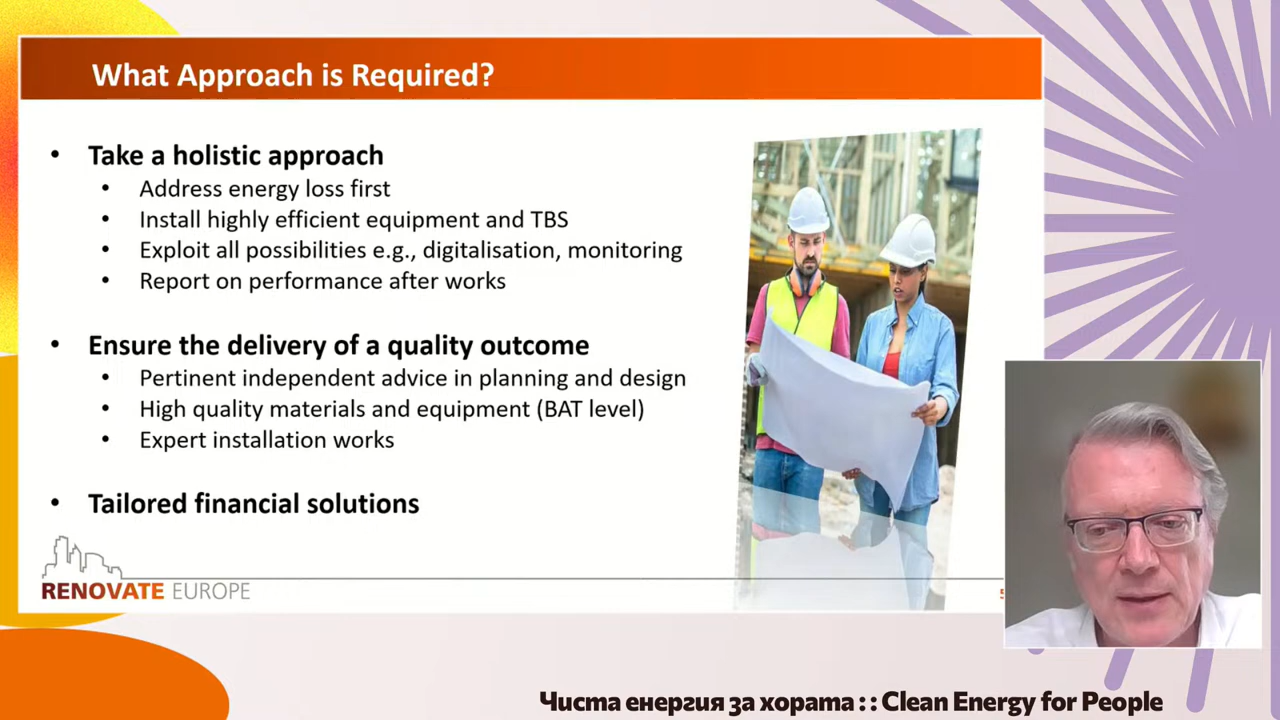 What Approach is Required?
• Take a holistic approach
• Address energy loss first
• Install highly efficient equipment and TBS
• Exploit all possibilities e.g., digitalisation, monitoring
• Report on performance after works
• Ensure the delivery of a quality outcome
• Pertinent independent advice in planning and design
• High quality materials and equipment (BAT level)
• Expert installation works
• Tailored financial solutions
RENOVATE EUROPE
Чиста енергия за хората :: Clean Energy for People